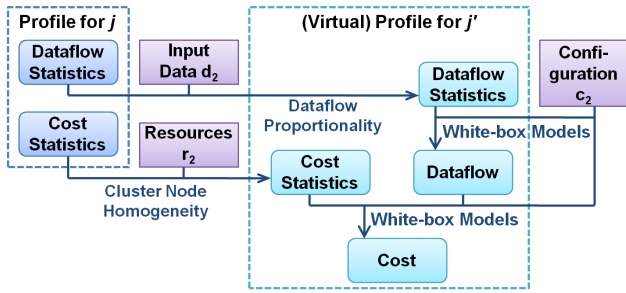 Profile for j
(Virtual) Profile for j′
Dataflow
Statistics
Input
Data d2
Dataflow
Statistics
Confi-
guration
c2
Dataflow
Proportionality
Cost
Statistics
Resources
r2
White-box Models
Cost
Statistics
Dataflow
Cluster Node
Homogeneity
White-box Models
Cost